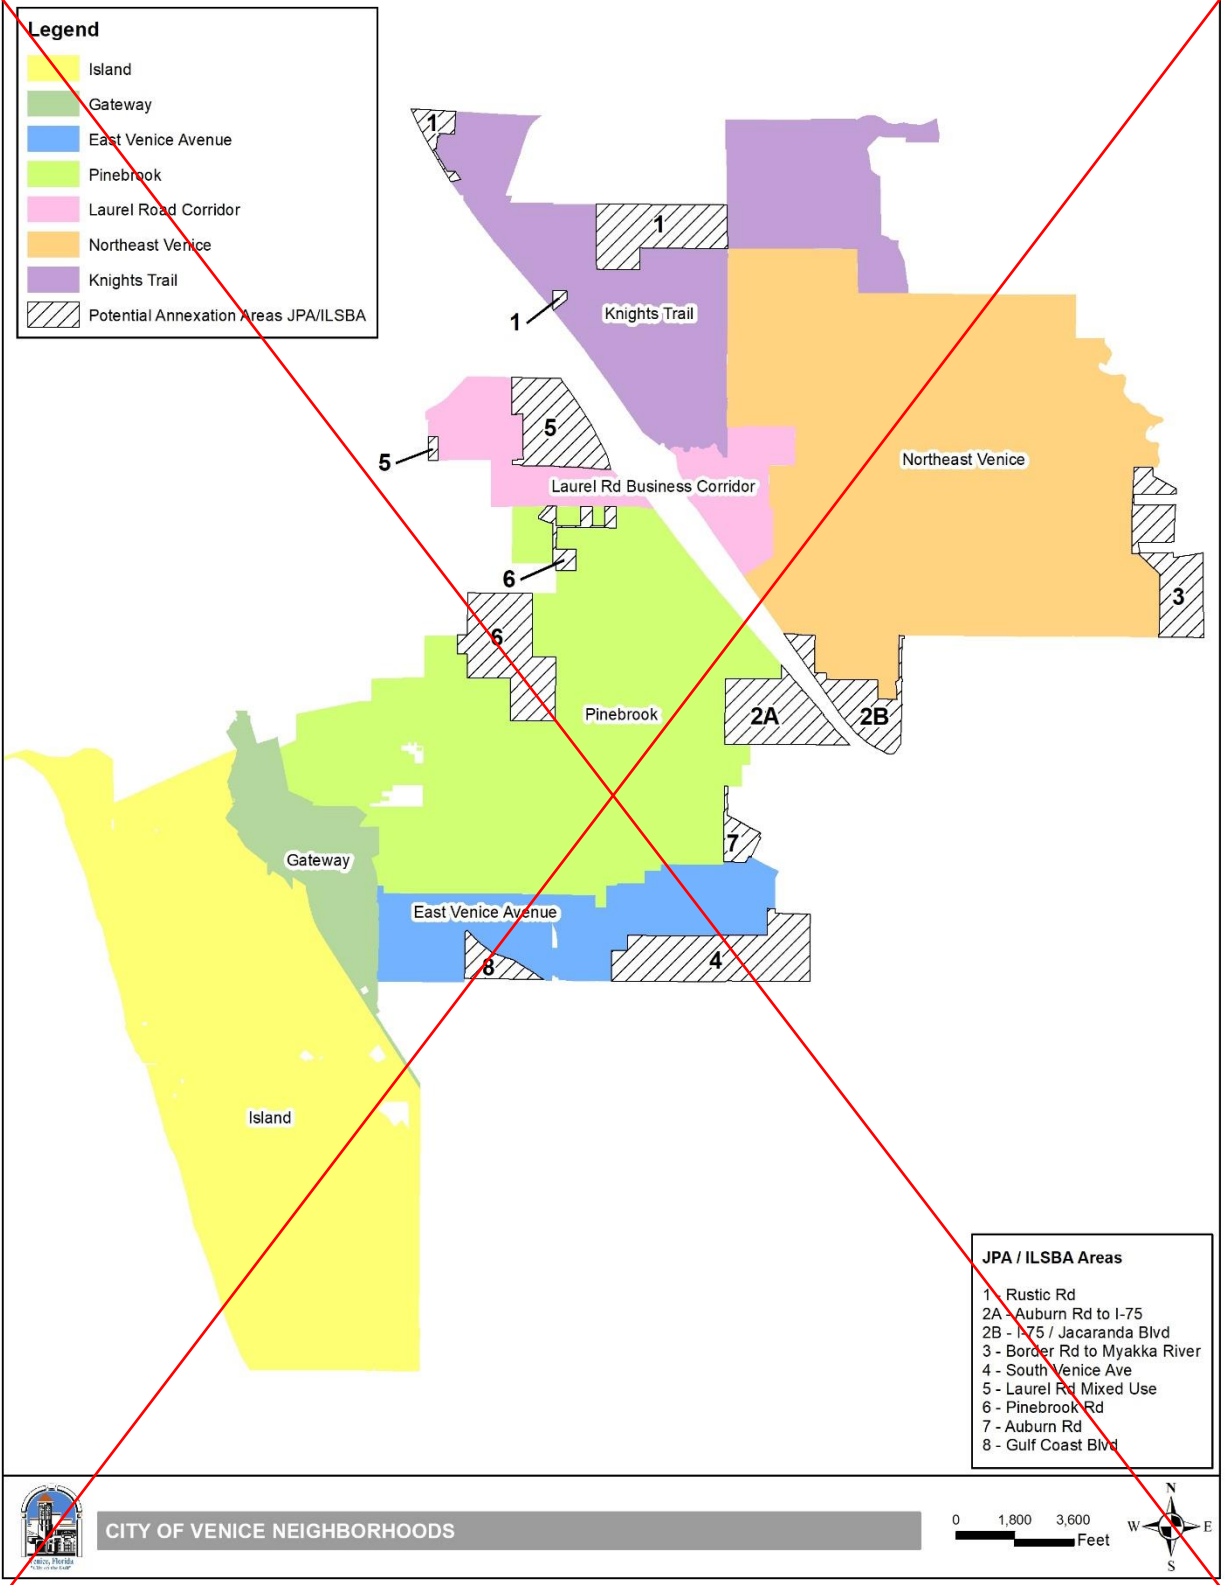 Legend
Island
Gateway
East Venice Avenue
Pinebrook
Laurel Road Corridor
Northeast Venice
Knights Trail
Potential Annexation Areas JPA/ILSBA
1
1
1
Knights Trail
5
5
Laurel Rd Business Corridor
Northeast Venice
6
3
6
Pinebrook
2A
2B
7
Gateway
East Venice Avenue
8
4
Island
JPA / ILSBA Areas
1 - Rustic Rd
2A - Auburn Rd to I-75
2B - I-75 / Jacaranda Blvd
3 - Border Rd to Myakka River
4 - South Venice Ave
5 - Laurel Rd Mixed Use
6 - Pinebrook Rd
7 - Auburn Rd
8 - Gulf Coast Blvd
Venice, Florida
CITY OF VENICE NEIGHBORHOODS
0 1,800 3,600
Feet
N
W E
S